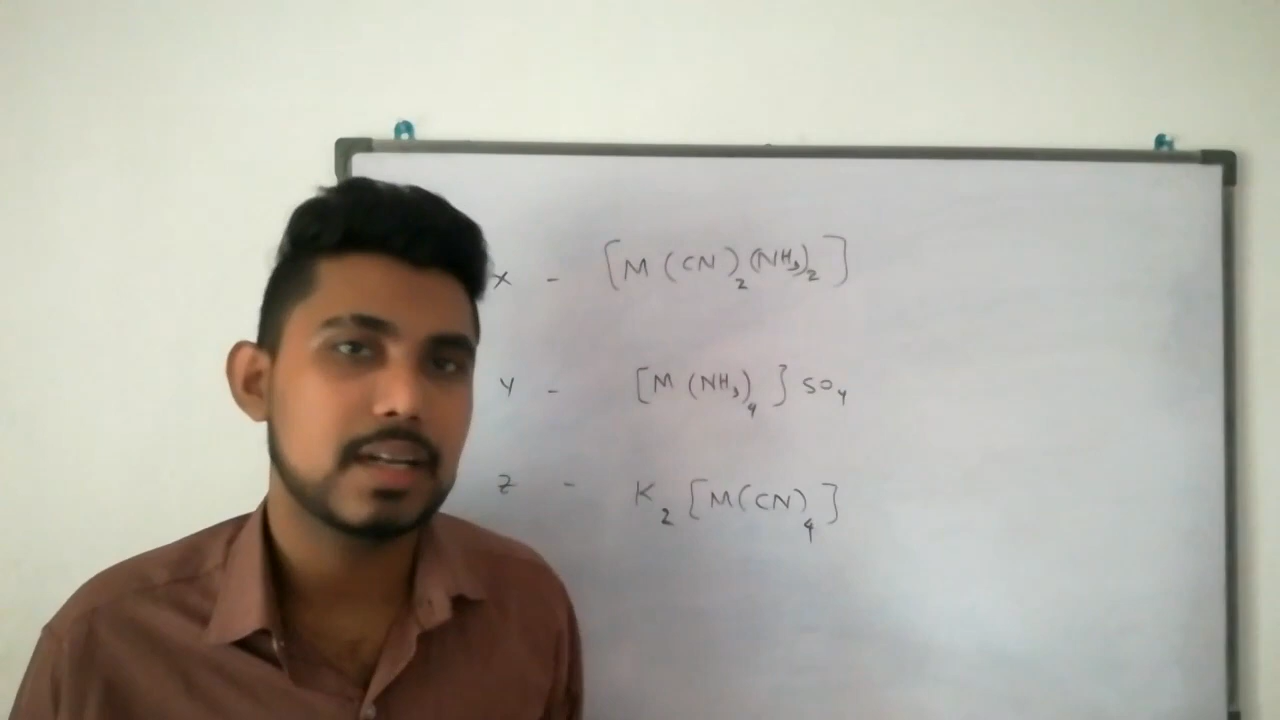 X - [M(CN)₂(NH₃)₂]
Y - [M(NH₃)₄]SO₄
Z - K₂[M(CN)₄]